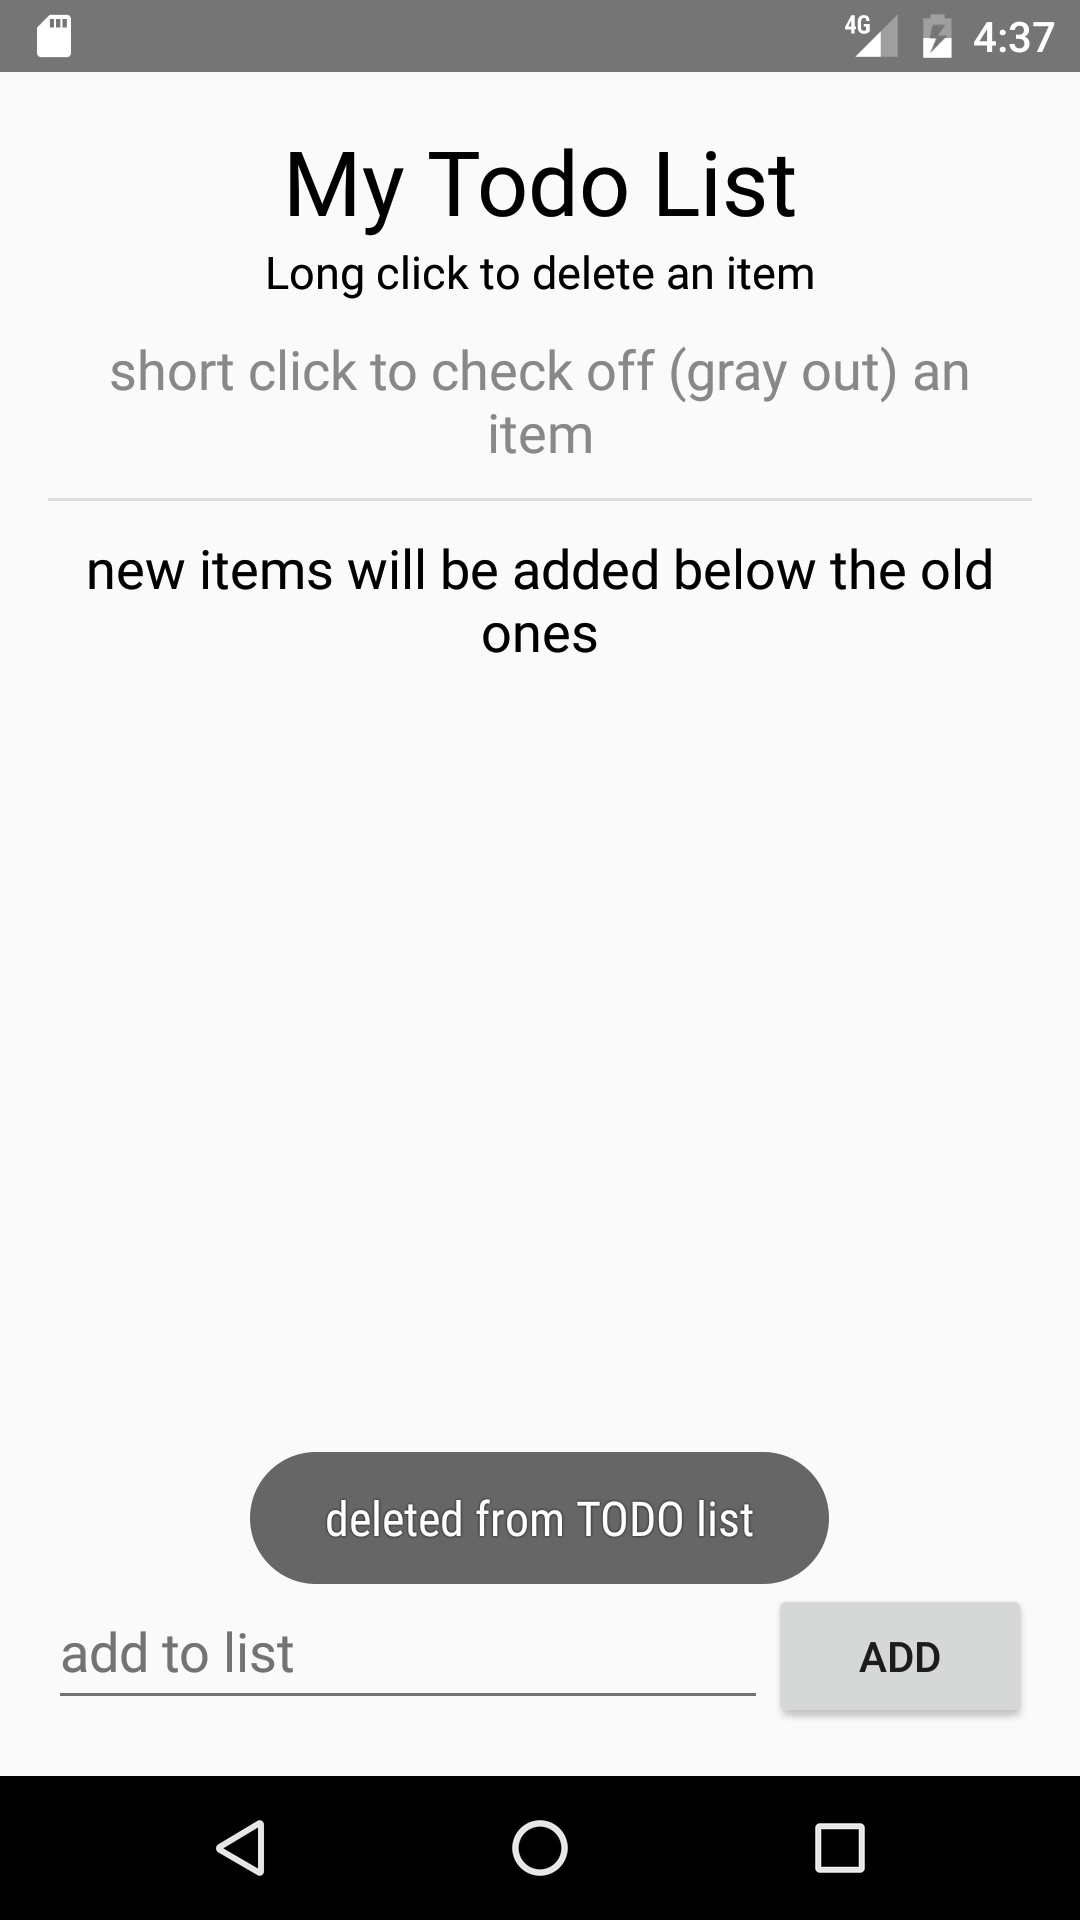 4G 4:37
My Todo List
Long click to delete an item
short click to check off (gray out) an
item
new items will be added below the old
ones
deleted from TODO list
add to list
ADD